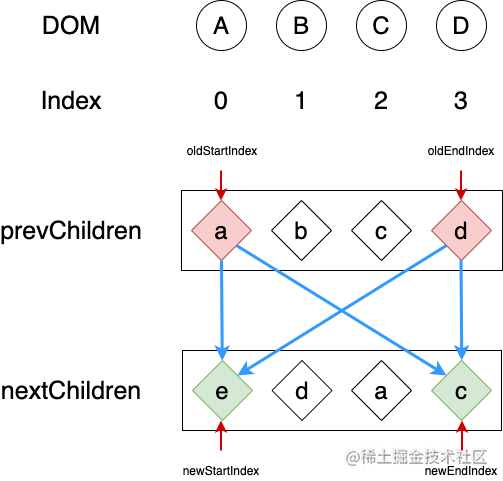 DOM A B C D
Index 0 1 2 3
oldStartIndex oldEndIndex
prevChildren a b c d
nextChildren e d a c
@稀土掘金技术社区
newStartIndex newEndIndex